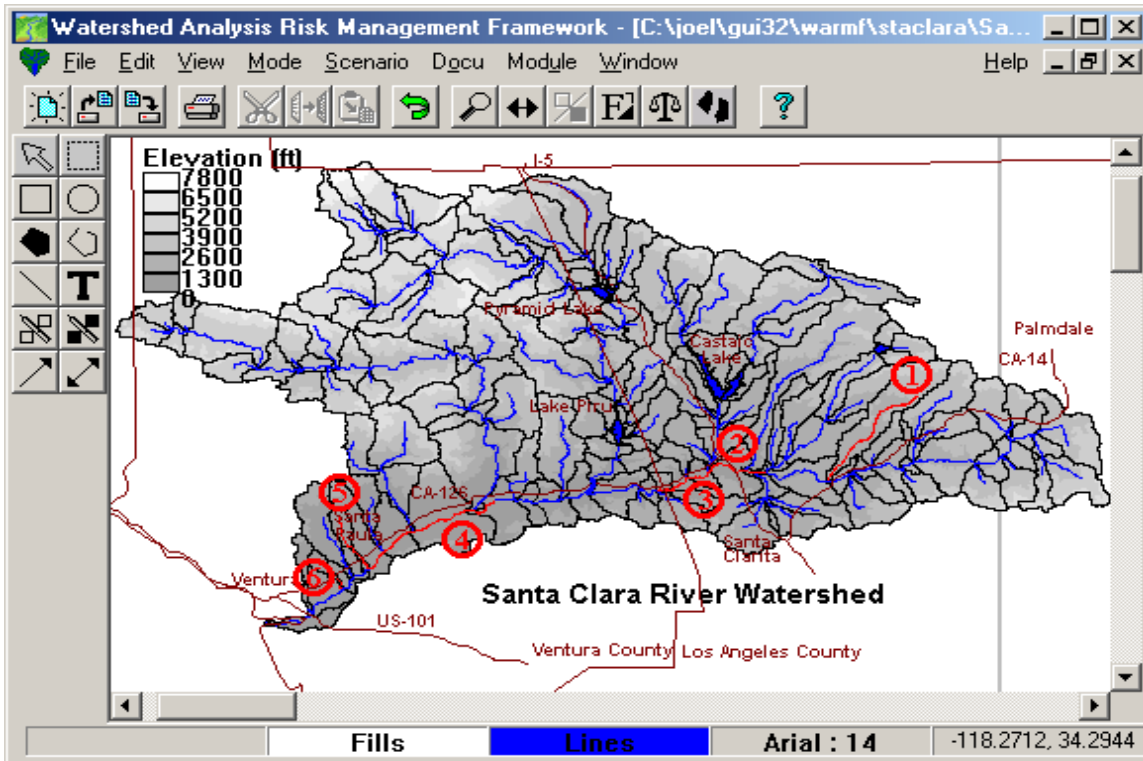 Watershed Analysis Risk Management Framework - [C:\joel\gui32\warmf\staclara\Sa...
File Edit View Mode Scenario Docu Module Window Help
F
?
T
Elevation (ft)
7800
6500
5200
3900
2600
1300
0
I-5
Pyramid Lake
Castaic
Lake
Palmdale
CA-14
1
Lake Piru
2
3
5
CA-126
Santa
Paula
4
Santa
Clarita
Ventura
6
Santa Clara River Watershed
US-101
Ventura County
Los Angeles County
Fills
Lines
Arial : 14
-118.2712, 34.2944